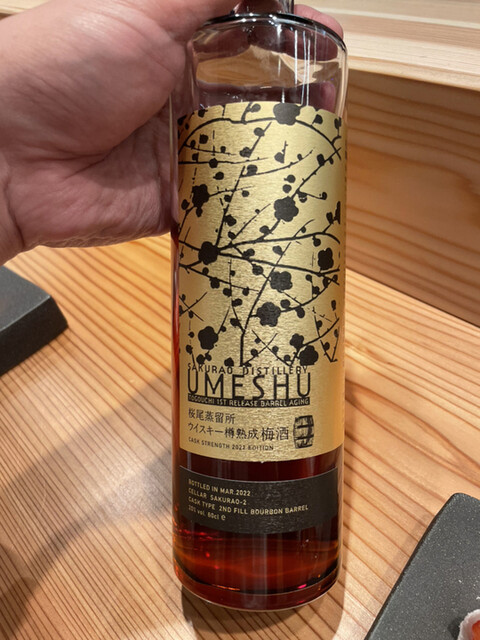 SAKURAO DISTILLERY
UMESHU
TOGOUCHI 1ST RELEASE BARREL AGING
桜尾蒸留所
ウイスキー樽熟成梅酒
CASK STRENGTH 2022 EDITION
BOTTLED IN MAR.2022
CELLAR SAKURAO-2
CASK TYPE 2ND FILL BOURBON BARREL
vol. 60cl e